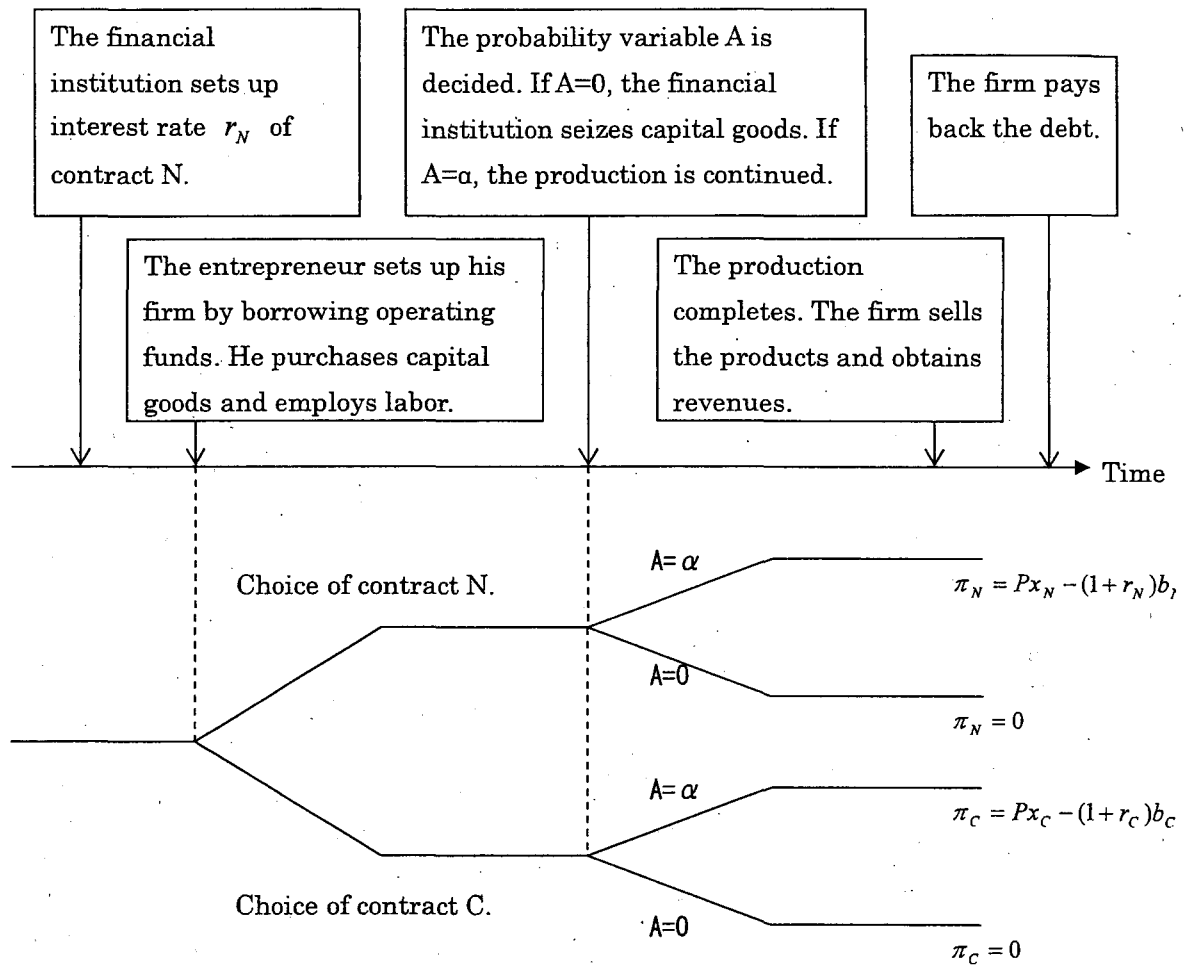 The financial
institution sets up
interest rate r_N of
contract N.
The probability variable A is
decided. If A=0, the financial
institution seizes capital goods. If
A=α, the production is continued.
The firm pays
back the debt.
The entrepreneur sets up his
firm by borrowing operating
funds. He purchases capital
goods and employs labor.
The production
completes. The firm sells
the products and obtains
revenues.
Time
Choice of contract N.
A=α
π_N = Px_N − (1 + r_N)b
A=0
π_N = 0
A=α
π_C = Px_C − (1 + r_C)b_C
Choice of contract C.
A=0
π_C = 0